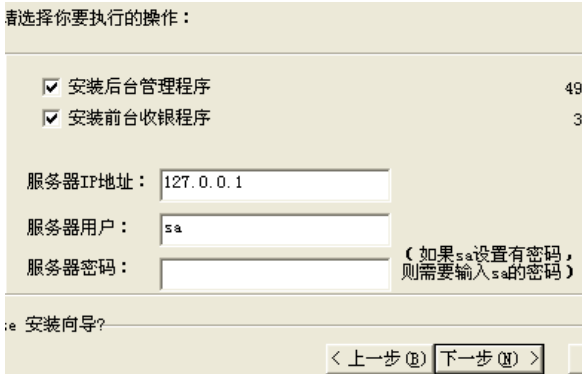 请选择你要执行的操作：
安装后台管理程序 49
安装前台收银程序 3
服务器IP地址： 127.0.0.1
服务器用户： sa
服务器密码： （如果sa设置有密码，
则需要输入sa的密码）
e 安装向导?
< 上一步(B) 下一步(N) >